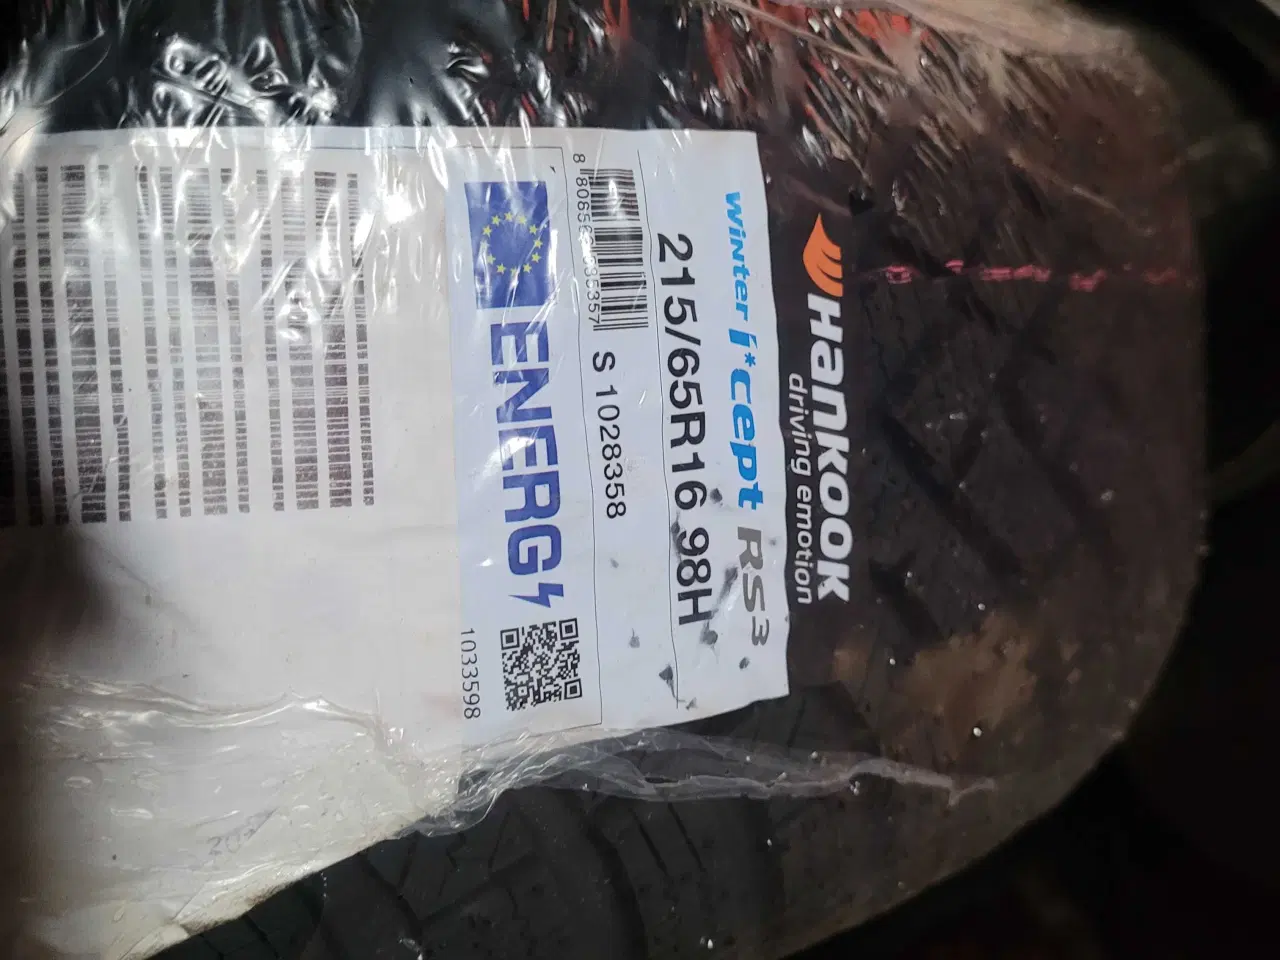 Hankook
driving emotion
winter i*cept RS3
215/65R16 98H
S 1028358
ENERG
1033598